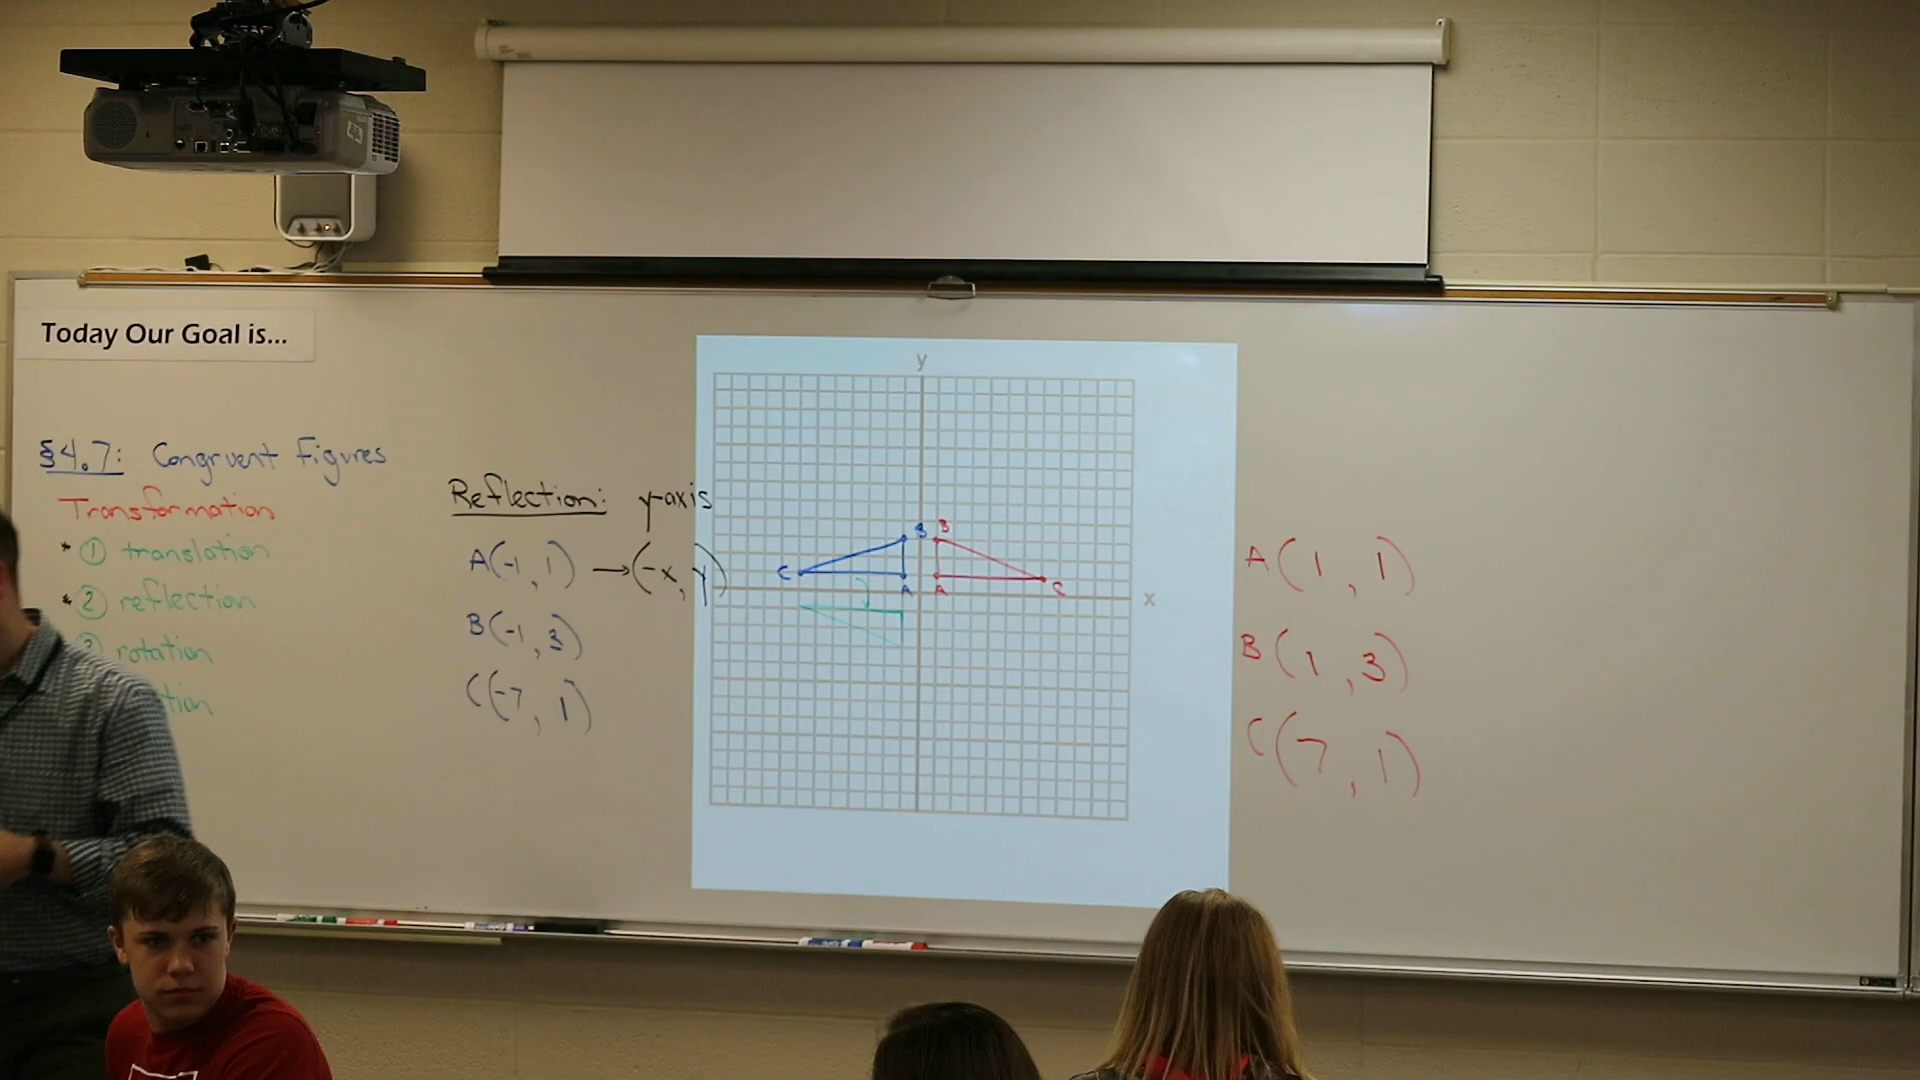 Today Our Goal is...
§4.7: Congruent Figures
Transformation
* ① translation
* ② reflection
rotation
tion
Reflection: y-axis
A(-1, 1) → (-x, y)
B(-1, 3)
C(-7, 1)
y
B B
C A A C
x
A(1, 1)
B(1, 3)
C(7, 1)